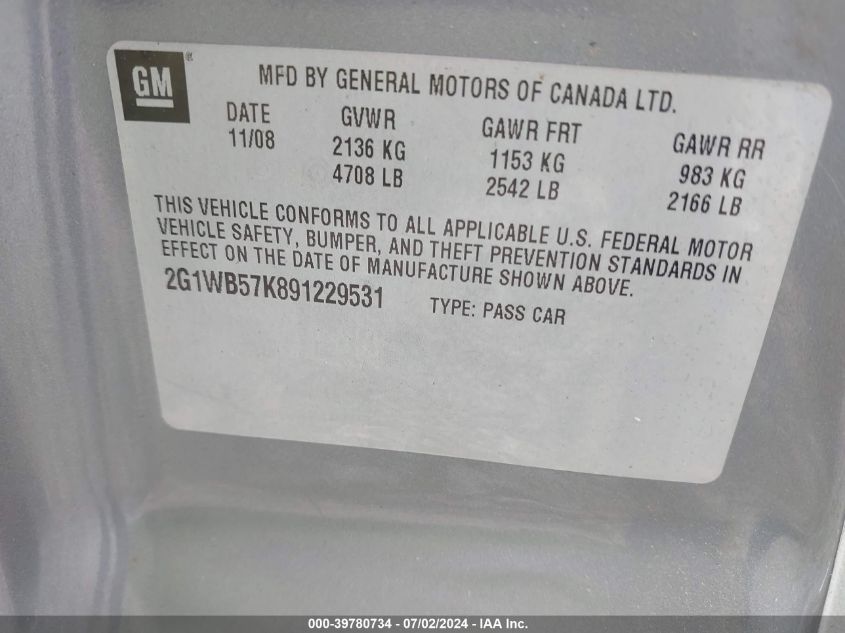 GM ®
MFD BY GENERAL MOTORS OF CANADA LTD.
DATE GVWR GAWR FRT GAWR RR
11/08 2136 KG 1153 KG 983 KG
4708 LB 2542 LB 2166 LB
THIS VEHICLE CONFORMS TO ALL APPLICABLE U.S. FEDERAL MOTOR
VEHICLE SAFETY, BUMPER, AND THEFT PREVENTION STANDARDS IN
EFFECT ON THE DATE OF MANUFACTURE SHOWN ABOVE.
2G1WB57K891229531 TYPE: PASS CAR
000-39780734 - 07/02/2024 - IAA Inc.